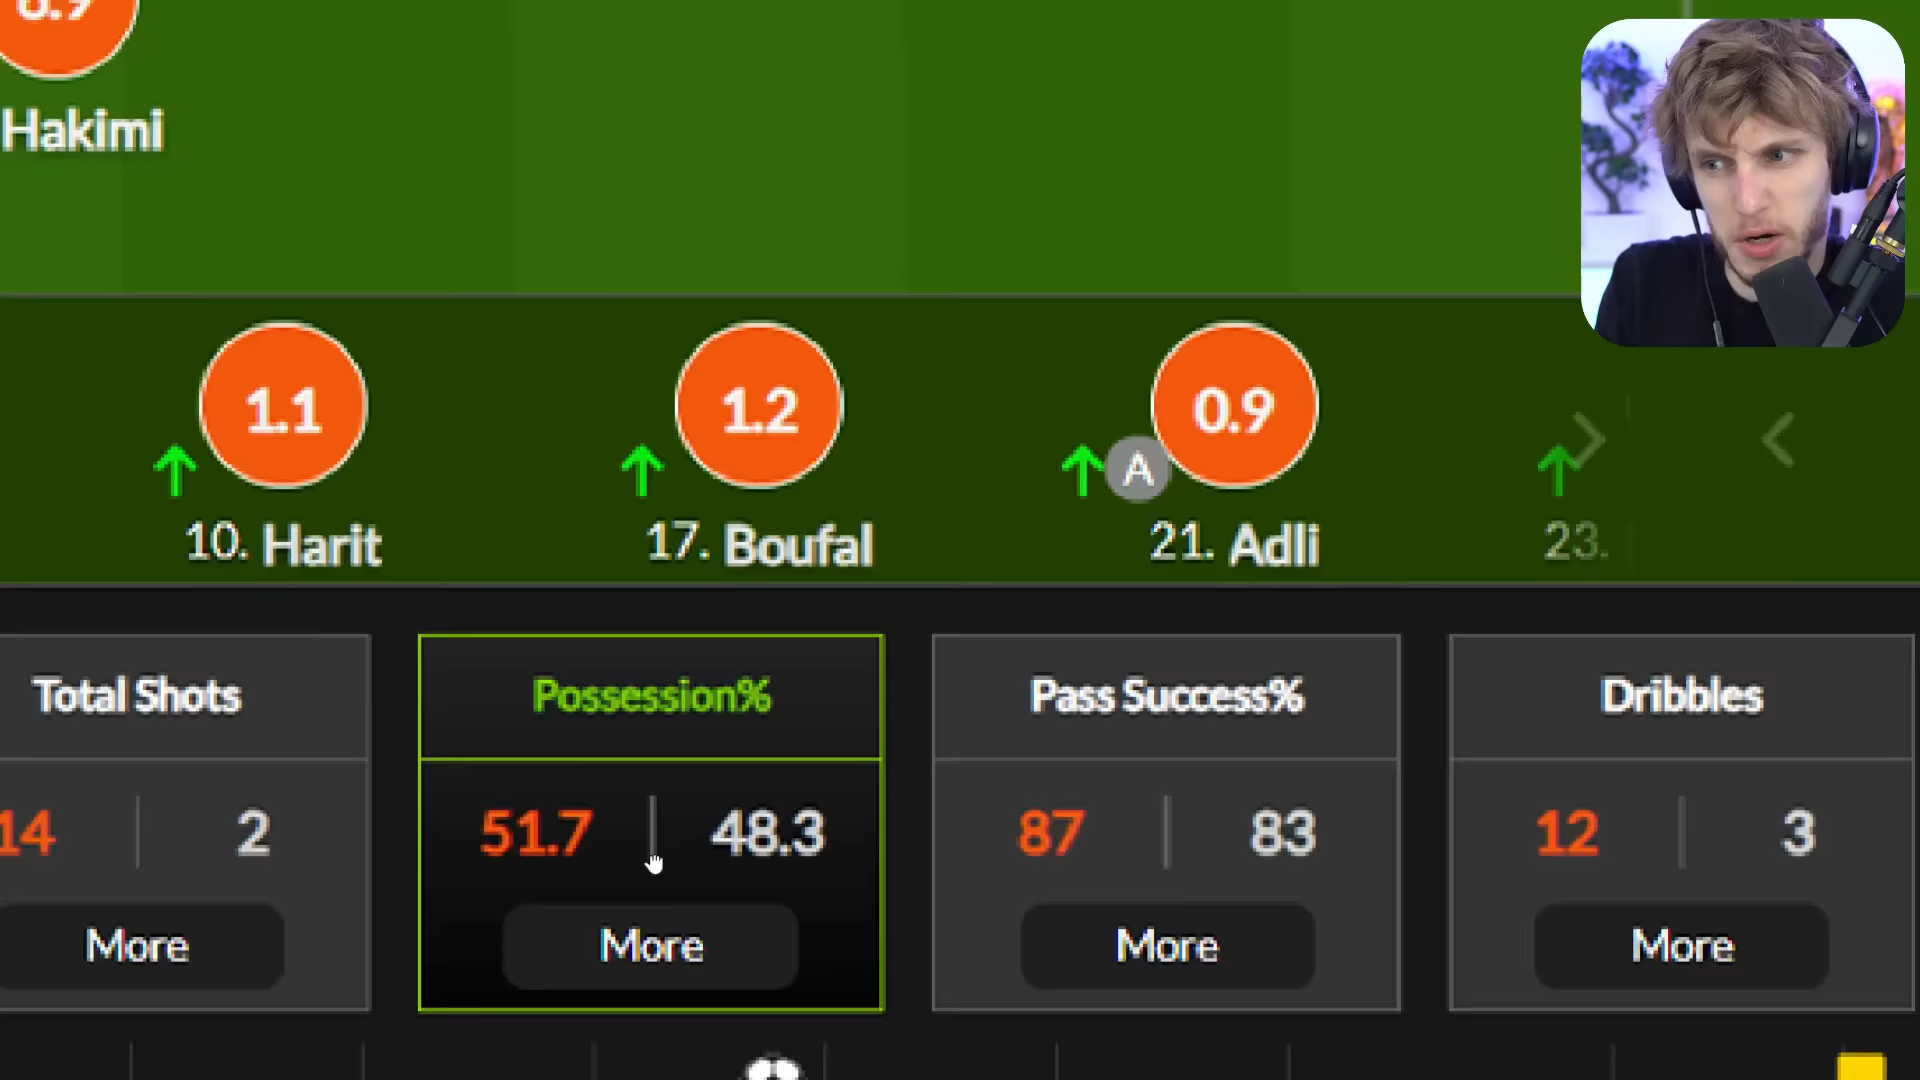 Hakimi
1.1
1.2
0.9
A
10. Harit
17. Boufal
21. Adli
23.
Total Shots
Possession%
Pass Success%
Dribbles
14
2
51.7
48.3
87
83
12
3
More
More
More
More